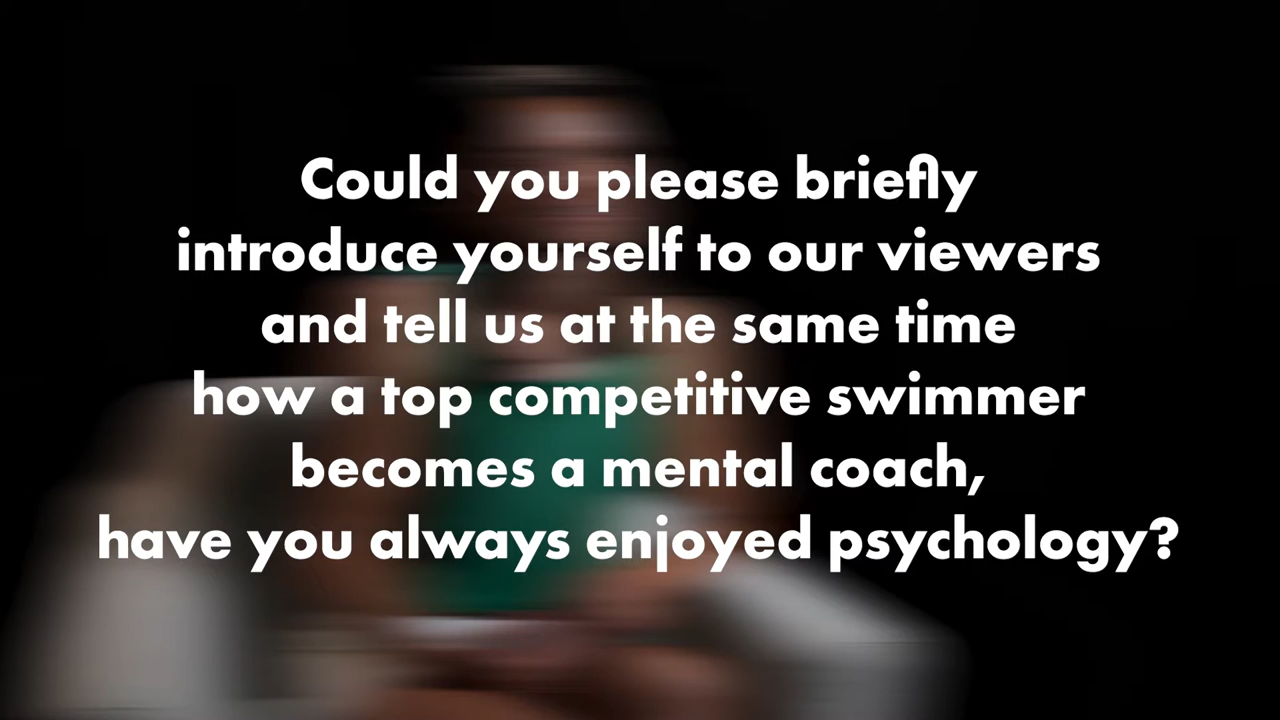 Could you please briefly
introduce yourself to our viewers
and tell us at the same time
how a top competitive swimmer
becomes a mental coach,
have you always enjoyed psychology?